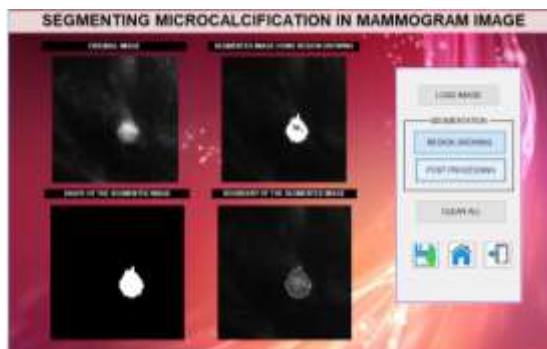 SEGMENTING MICROCALCIFICATION IN MAMMOGRAM IMAGE
ORIGINAL IMAGE
SEGMENTED IMAGE USING REGION GROWING
LOAD IMAGE
SEGMENTATION
REGION GROWING
POST PROCESSING
SHAPE OF THE SEGMENTED IMAGE
BOUNDARY OF THE SEGMENTED IMAGE
CLEAR ALL